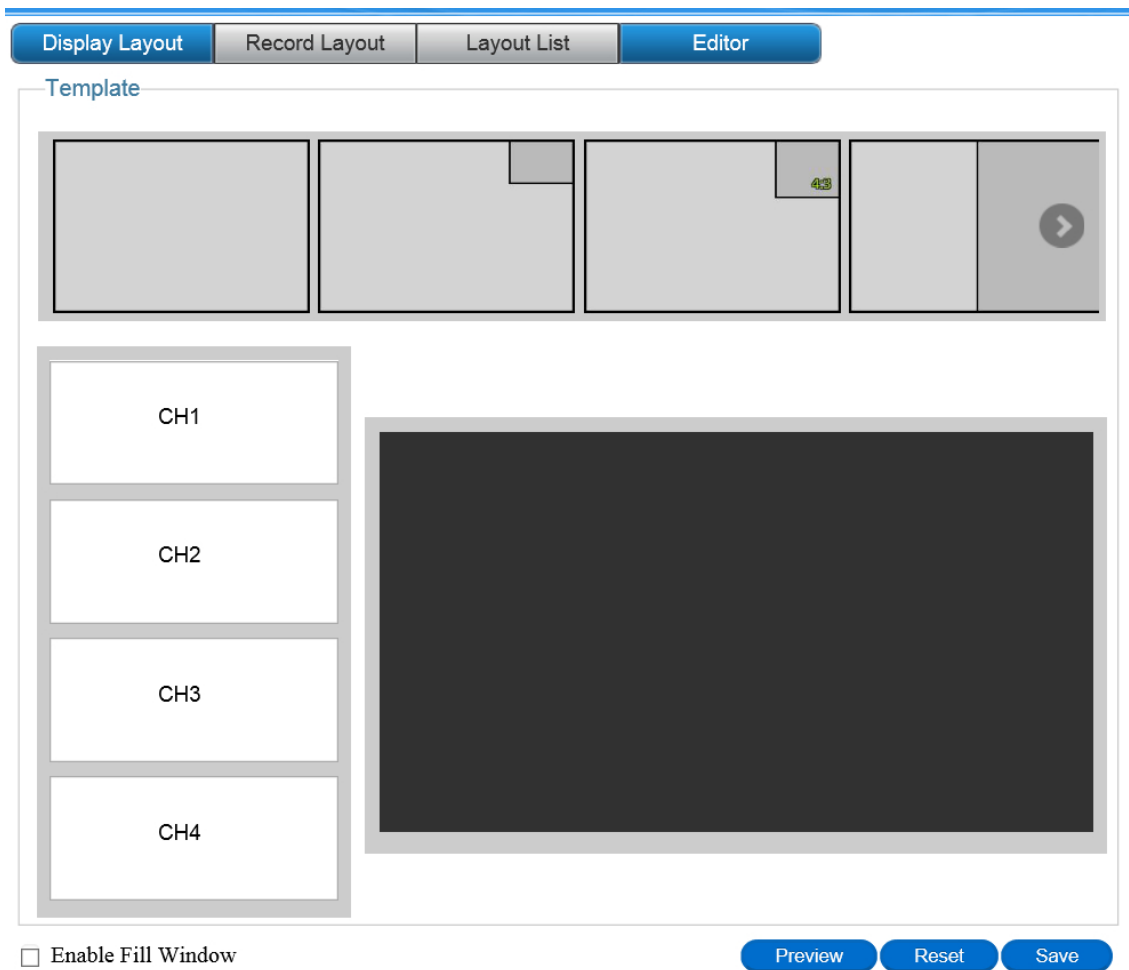 Display Layout Record Layout Layout List Editor
Template
4:3
CH1
CH2
CH3
CH4
Enable Fill Window Preview Reset Save